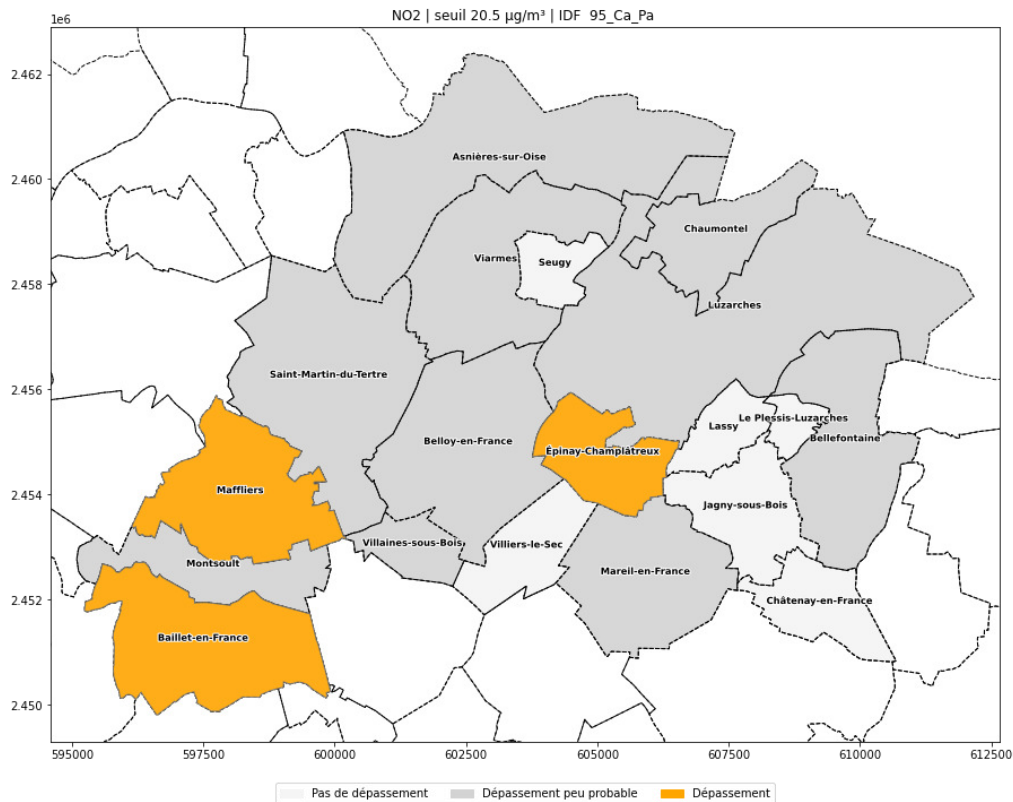 NO2 | seuil 20.5 µg/m³ | IDF 95_Ca_Pa
1e6
2.462
2.460
2.458
2.456
2.454
2.452
2.450
Asnières-sur-Oise
Chaumontel
Viarmes
Seugy
Luzarches
Saint-Martin-du-Tertre
Le Plessis-Luzarches
Lassy
Bellefontaine
Belloy-en-France
Épinay-Champlâtreux
Maffliers
Jagny-sous-Bois
Villaines-sous-Bois
Villiers-le-Sec
Montsoult
Mareil-en-France
Châtenay-en-France
Baillet-en-France
595000 597500 600000 602500 605000 607500 610000 612500
Pas de dépassement Dépassement peu probable Dépassement